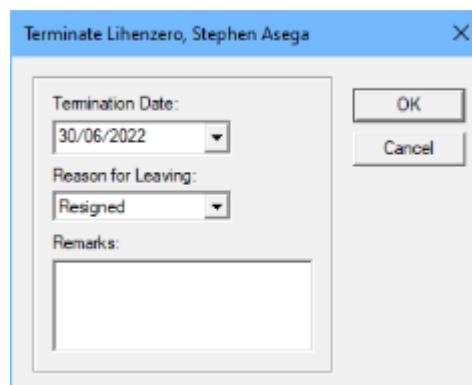 Terminate Lihenzero, Stephen Asega
Termination Date:
30/06/2022
Reason for Leaving:
Resigned
Remarks:
OK
Cancel